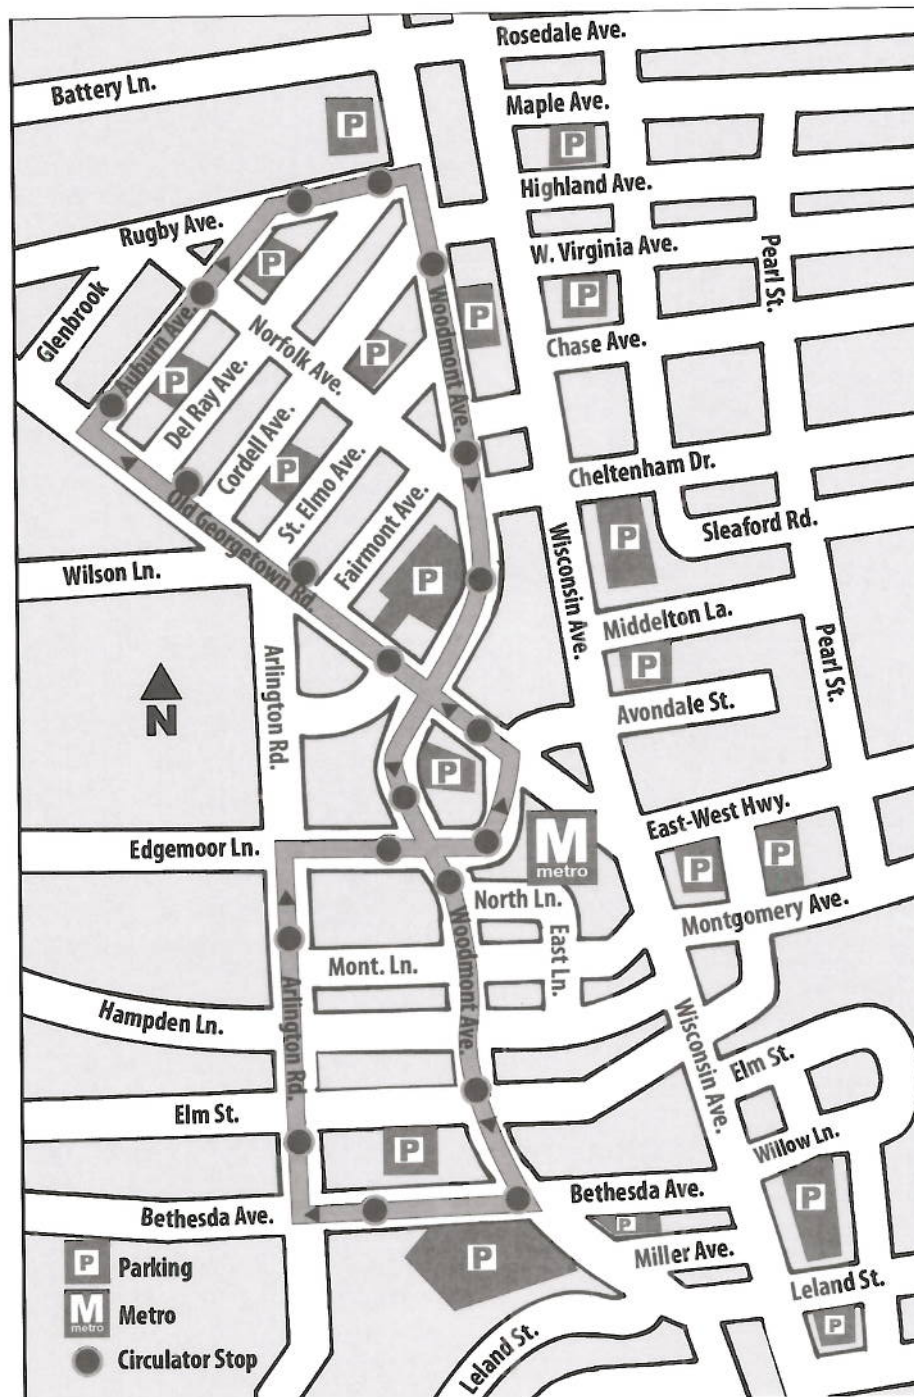 Rosedale Ave.
Battery Ln.
Maple Ave.
P
P
Highland Ave.
Rugby Ave.
W. Virginia Ave.
Pearl St.
P
Glenbrook
P
P
Woodmont Ave.
Auburn Ave.
Norfolk Ave.
Chase Ave.
P
P
Del Ray Ave.
Cordell Ave.
Cheltenham Dr.
P
St. Elmo Ave.
Old Georgetown Rd.
Fairmont Ave.
Sleaford Rd.
P
Wisconsin Ave.
Wilson Ln.
P
Middelton La.
Arlington Rd.
P
Pearl St.
N
Avondale St.
P
East-West Hwy.
Edgemoor Ln.
M
metro
P
P
North Ln.
Montgomery Ave.
Woodmont Ave.
East Ln.
Mont. Ln.
Arlington Rd.
Hampden Ln.
Wisconsin Ave.
Elm St.
Elm St.
P
Willow Ln.
Bethesda Ave.
Bethesda Ave.
P
P
P
Miller Ave.
P Parking
Leland St.
M
metro
Metro
P
Circulator Stop
Leland St.